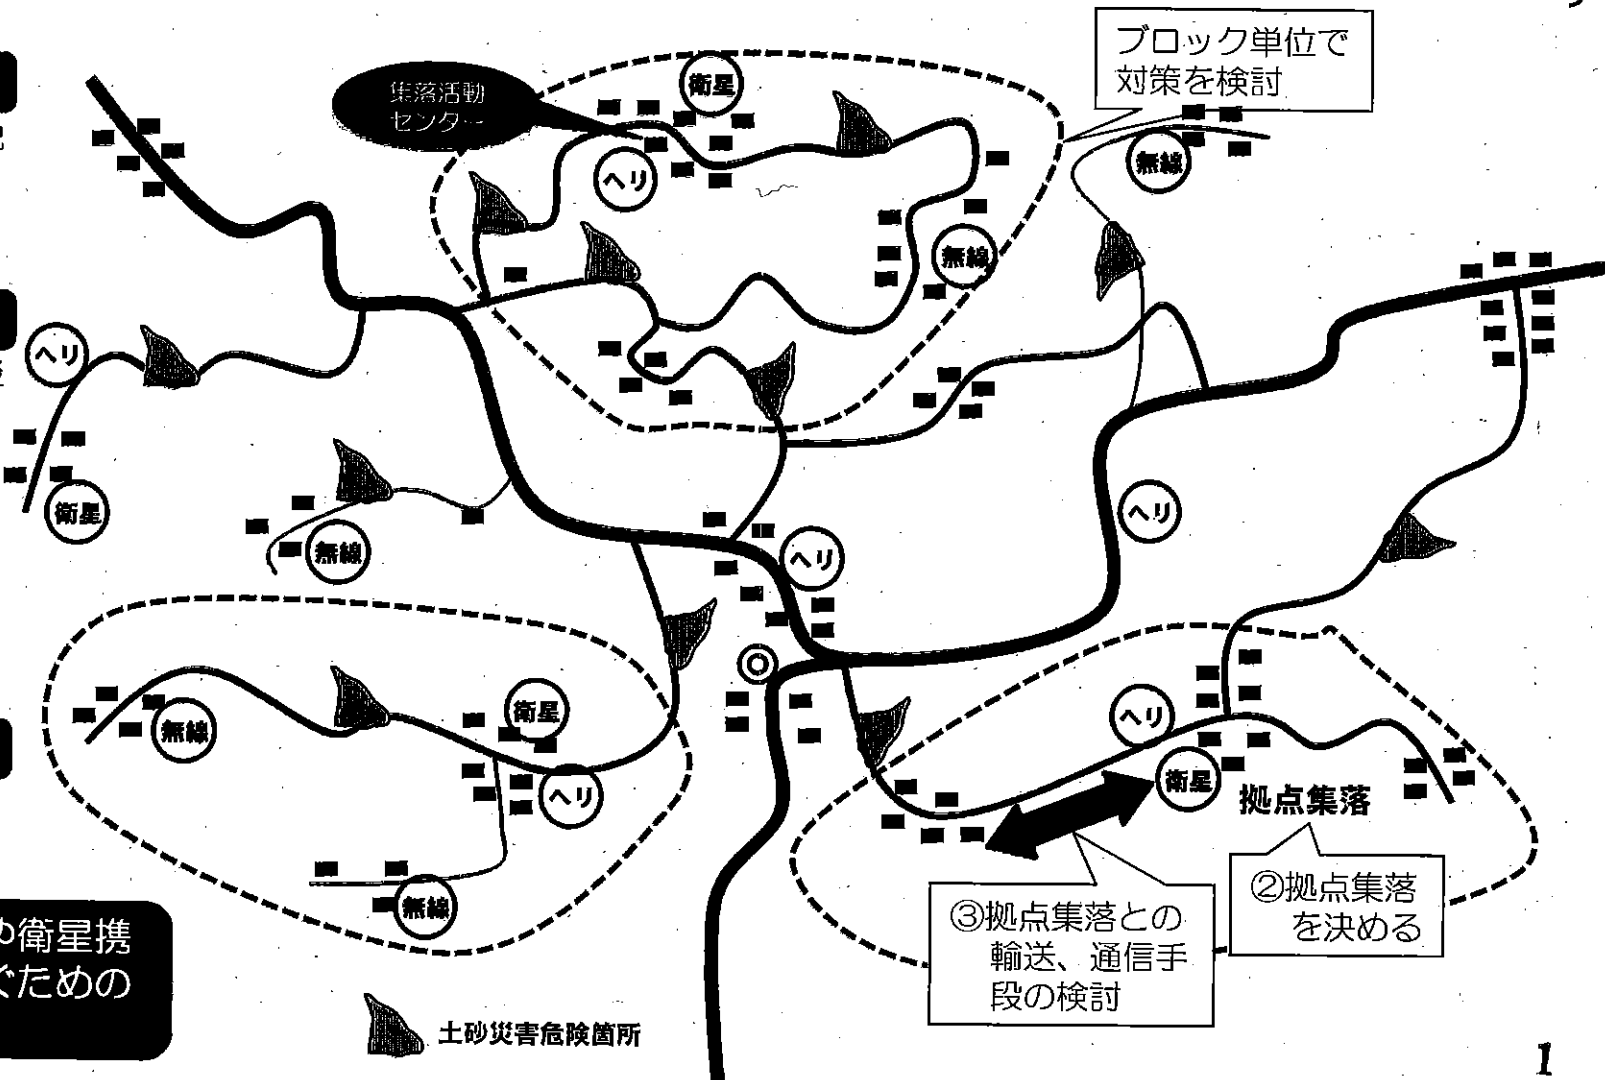 ブロック単位で
対策を検討
集落活動
センター
衛星
ヘリ
無線
無線
ヘリ
衛星
無線
ヘリ
ヘリ
無線
衛星
ヘリ
無線
ヘリ
衛星
拠点集落
②拠点集落
を決める
③拠点集落との
輸送、通信手
段の検討
衛星携
ぐための
土砂災害危険箇所
1